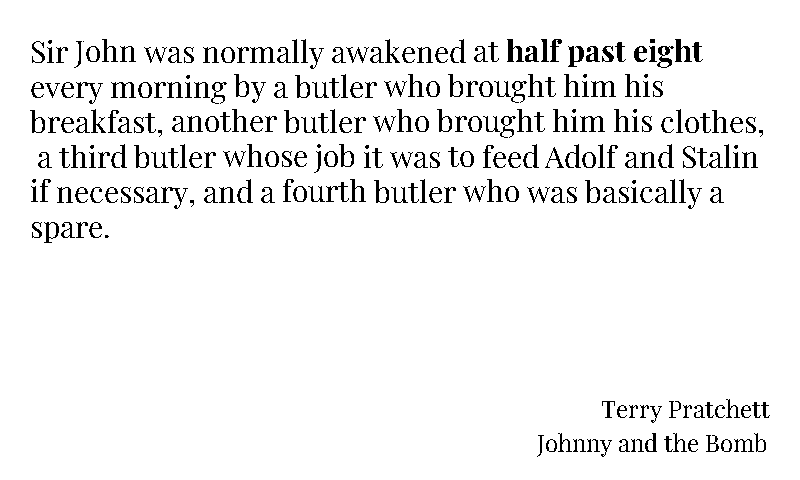 Sir John was normally awakened at half past eight
every morning by a butler who brought him his
breakfast, another butler who brought him his clothes,
a third butler whose job it was to feed Adolf and Stalin
if necessary, and a fourth butler who was basically a
spare.
Terry Pratchett
Johnny and the Bomb